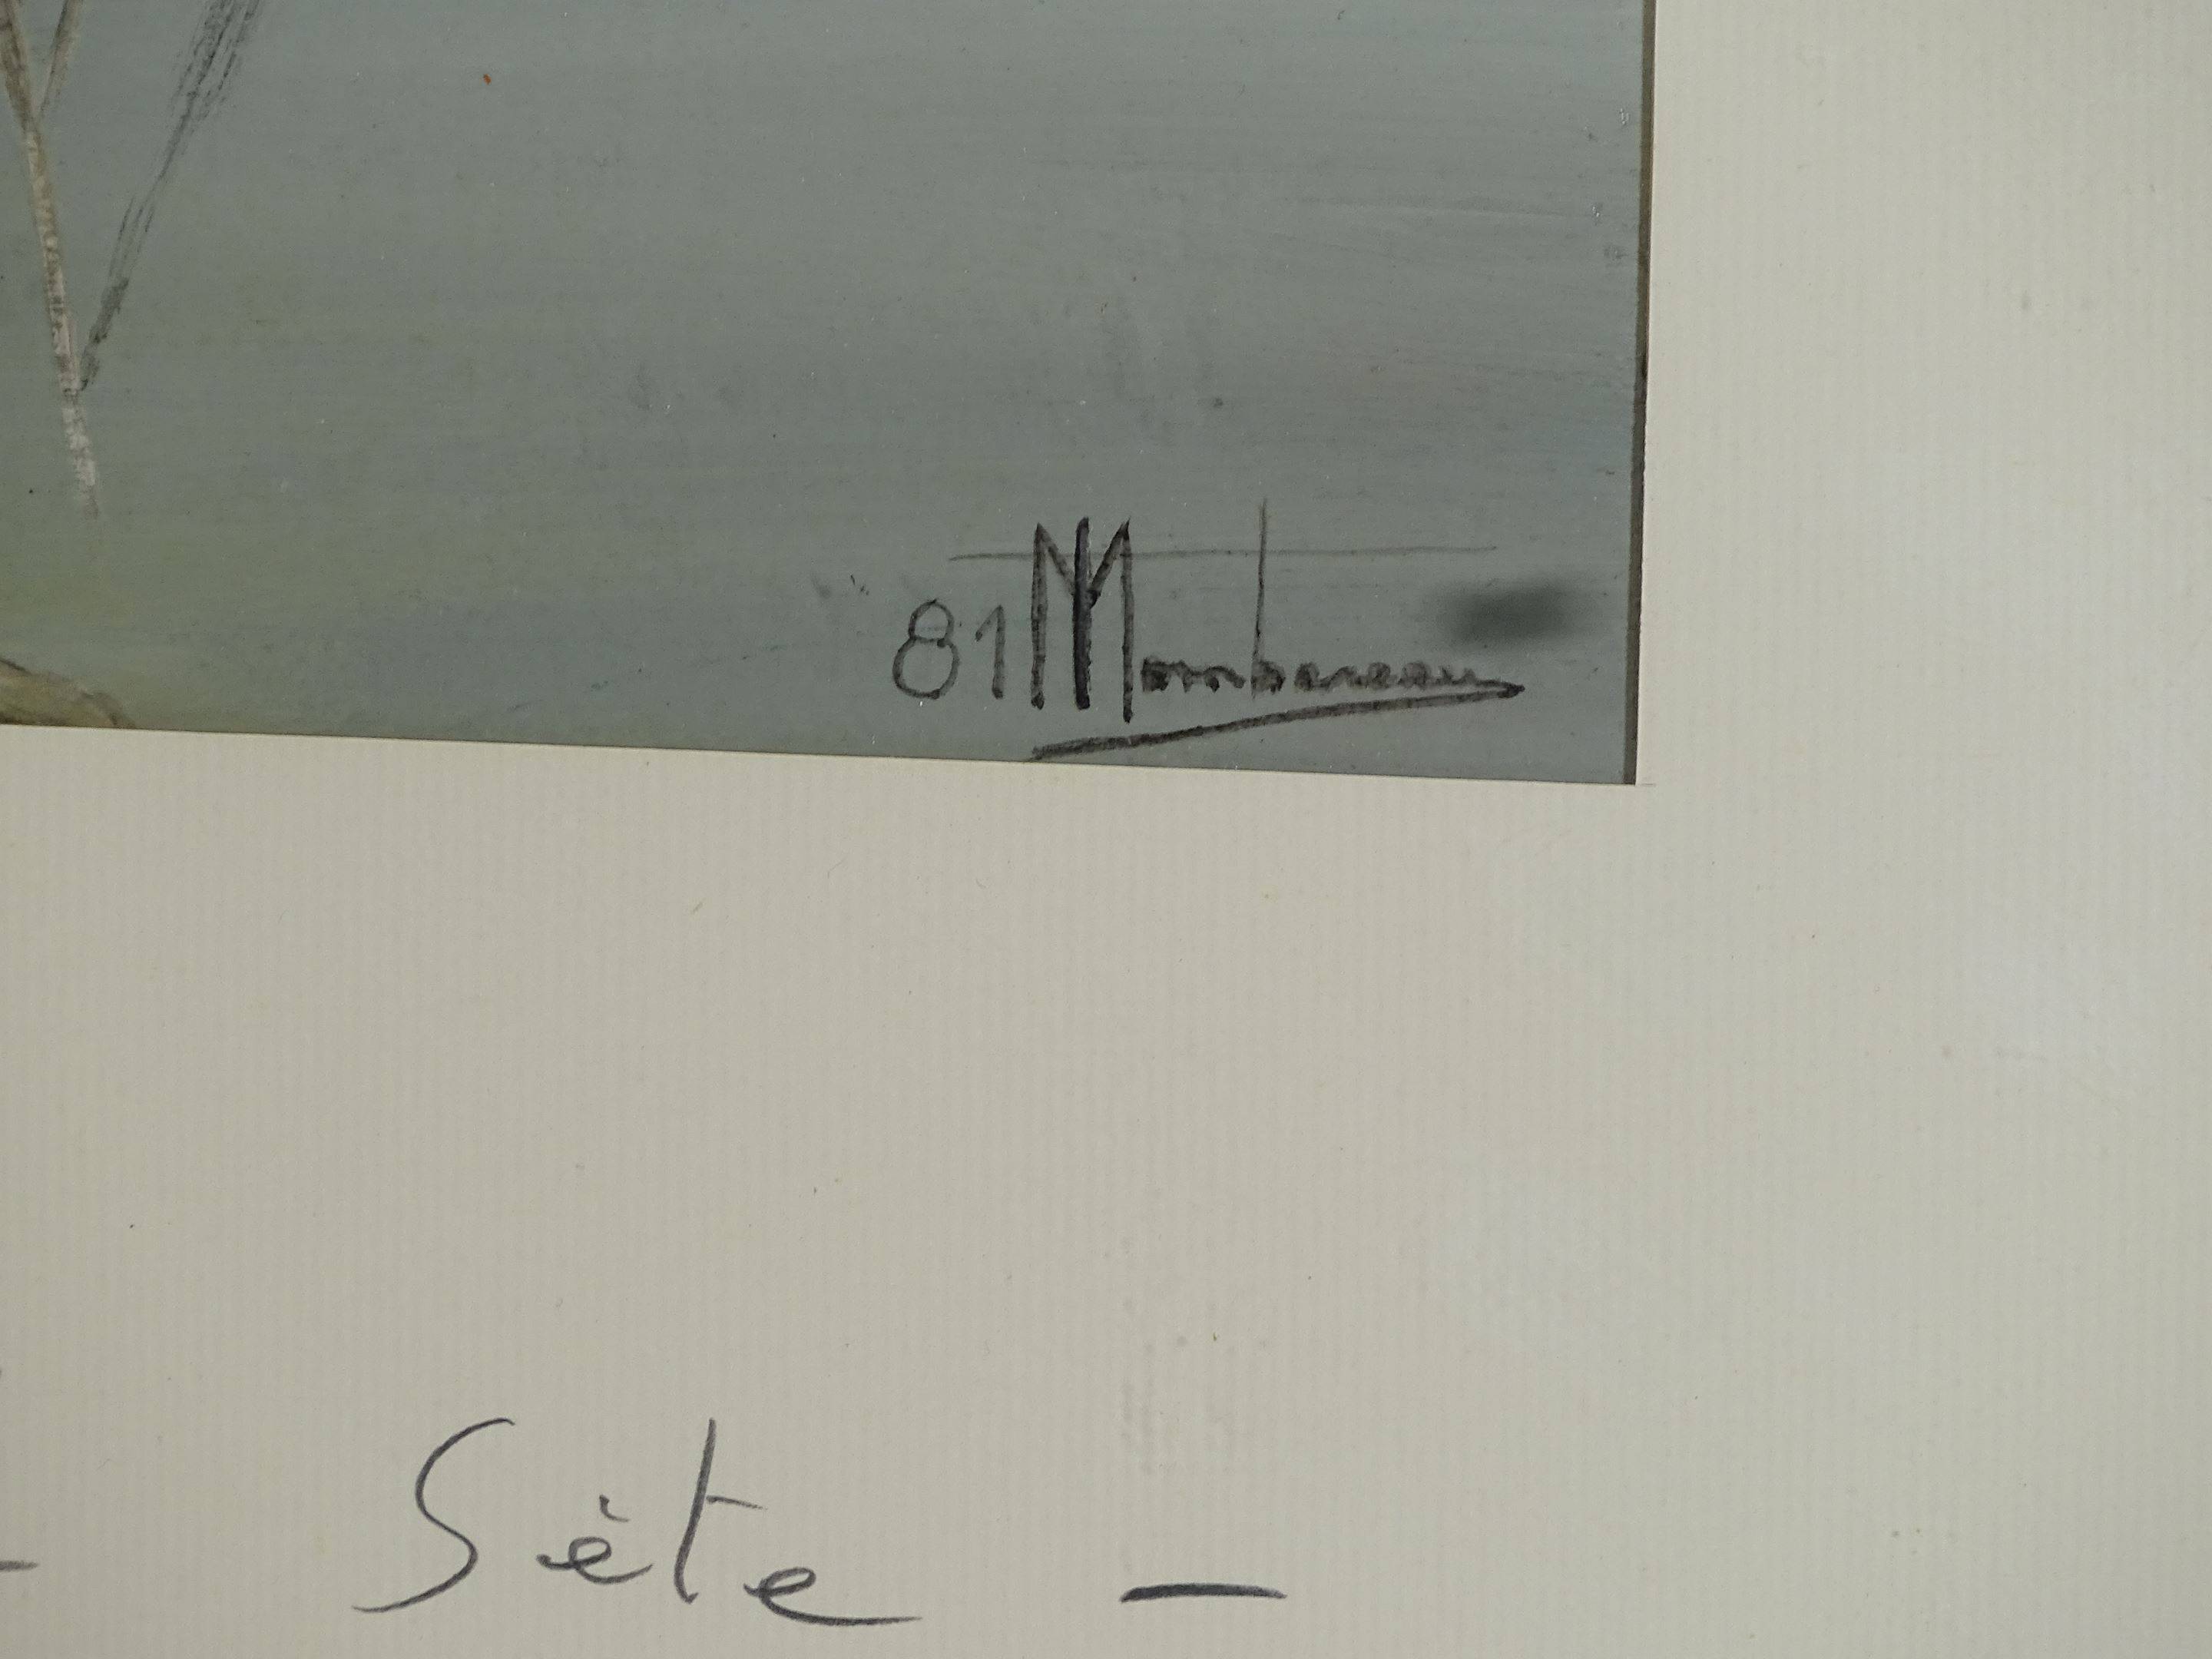 81 Mombereau
- Sète -